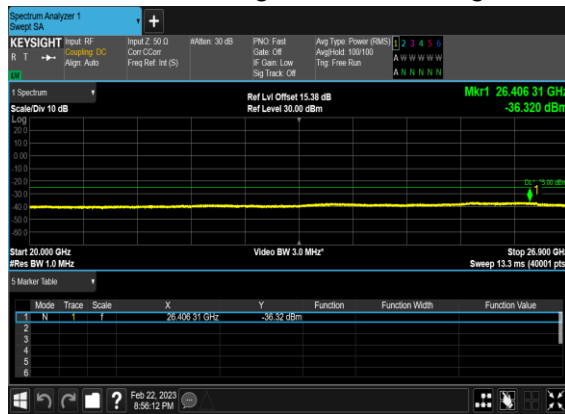 Spectrum Analyzer 1
Swept SA
+
KEYSIGHT
R T
LW
Input: RF
Coupling: DC
Align: Auto
Input Z: 50 Ω
Corr CCorr
Freq Ref: Int (S)
#Atten: 30 dB
PNO: Fast
Gate: Off
IF Gain: Low
Sig Track: Off
Avg Type: Power (RMS)
Avg|Hold: 100/100
Trig: Free Run
1 2 3 4 5 6
A W W W W W
A N N N N N
1 Spectrum
Scale/Div 10 dB
Ref Lvl Offset 15.38 dB
Ref Level 30.00 dBm
Mkr1 26.406 31 GHz
-36.320 dBm
Log
20.0
10.0
0.00
-10.0
-20.0
-30.0
-40.0
-50.0
-60.0
1
Start 20.000 GHz
#Res BW 1.0 MHz
Video BW 3.0 MHz*
Stop 26.900 GHz
Sweep 13.3 ms (40001 pts)
5 Marker Table
Mode Trace Scale X Y Function Function Width Function Value
1 N 1 f 26.406 31 GHz -36.32 dBm
2
3
4
5
6
?
Feb 22, 2023
8:56:12 PM